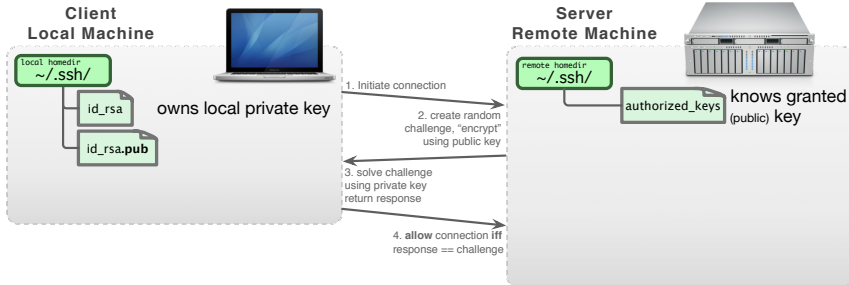 Client
Local Machine
local homedir
~/.ssh/
id_rsa
id_rsa.pub
owns local private key
1. Initiate connection
2. create random
challenge, “encrypt”
using public key
3. solve challenge
using private key
return response
4. allow connection iff
response == challenge
Server
Remote Machine
remote homedir
~/.ssh/
authorized_keys
knows granted
(public) key